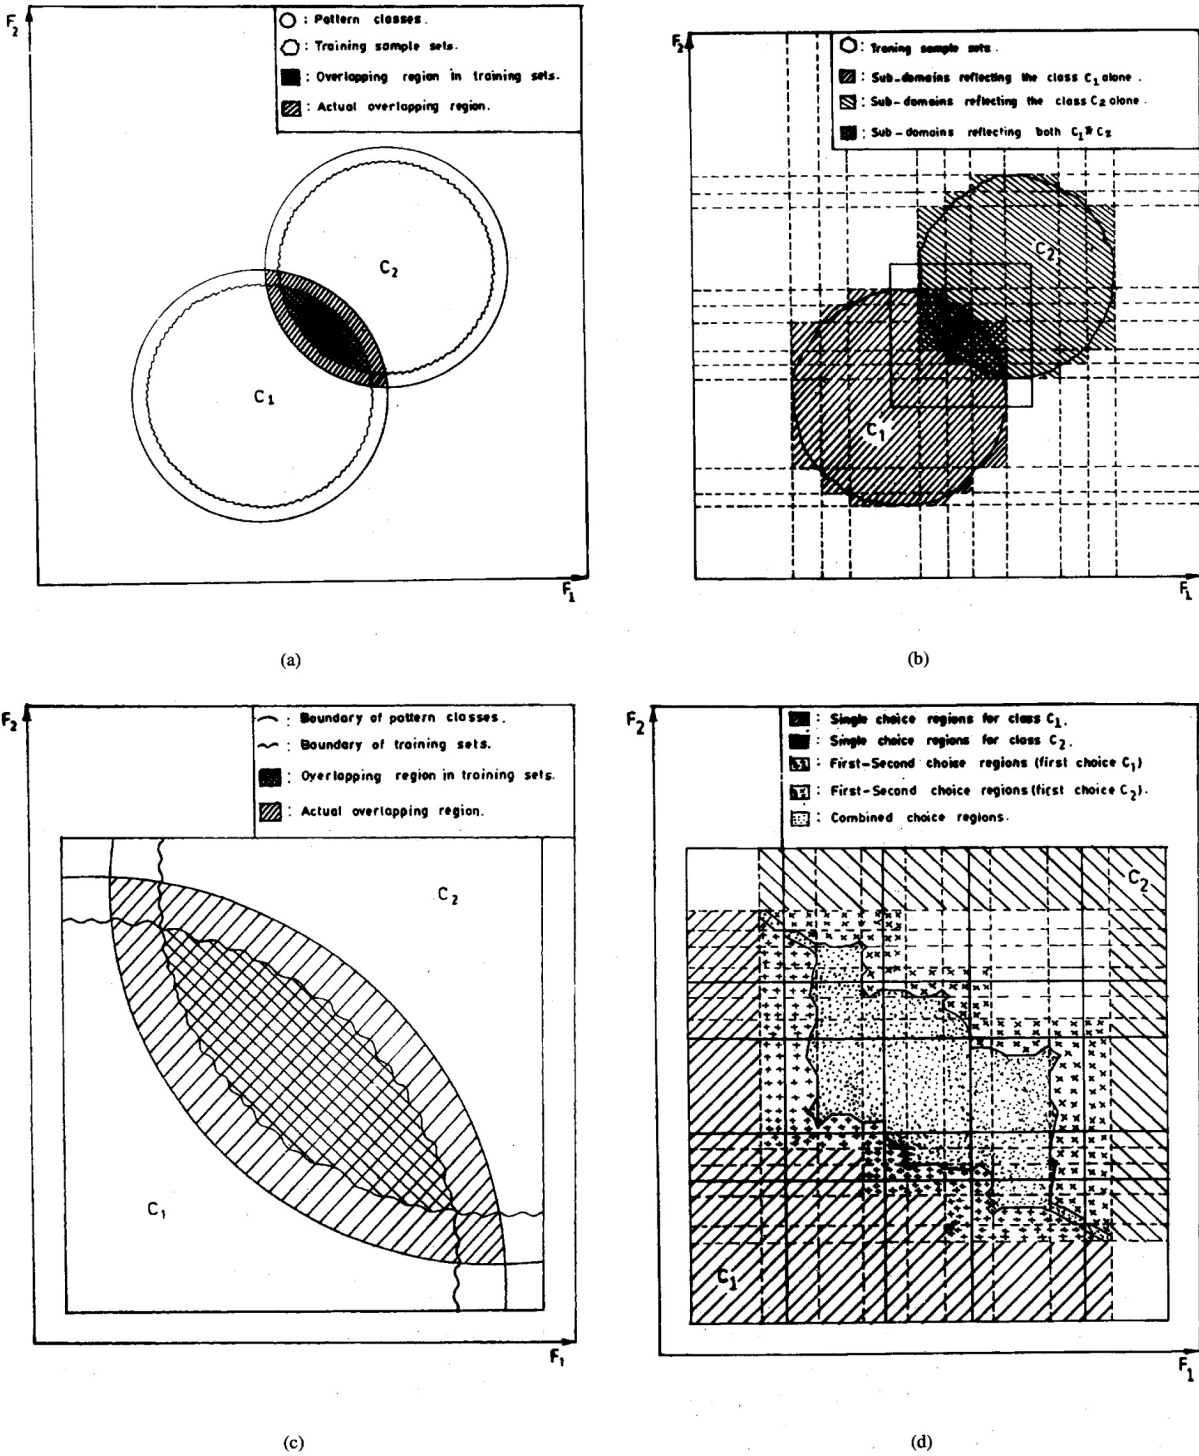 F₂
: Pattern classes.
: Training sample sets.
: Overlapping region in training sets.
: Actual overlapping region.
C₂
C₁
F₁
(a)
F₂
: Traning sample sets.
: Sub-domains reflecting the class C₁ alone.
: Sub-domains reflecting the class C₂ alone.
: Sub-domains reflecting both C₁ & C₂
C₂
C₁
F₁
(b)
F₂
: Boundary of pattern classes.
: Boundary of training sets.
: Overlapping region in training sets.
: Actual overlapping region.
C₂
C₁
F₁
(c)
F₂
: Single choice regions for class C₁.
: Single choice regions for class C₂.
: First-Second choise regions (first choice C₁)
: First-Second choice regions (first choice C₂).
: Combined choice regions.
C₂
C₁
F₁
(d)